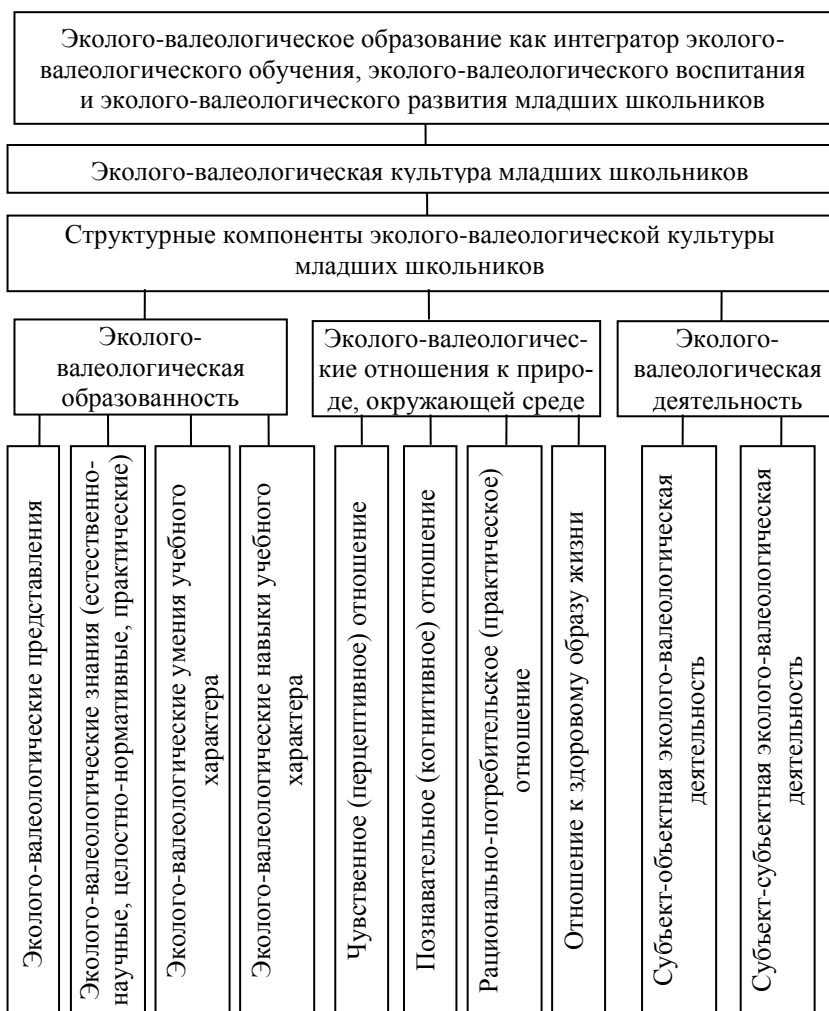 Эколого-валеологическое образование как интегратор эколого-
валеологического обучения, эколого-валеологического воспитания
и эколого-валеологического развития младших школьников
Эколого-валеологическая культура младших школьников
Структурные компоненты эколого-валеологической культуры
младших школьников
Эколого-
валеологическая
образованность
Эколого-валеологичес-
кие отношения к приро-
де, окружающей среде
Эколого-
валеологическая
деятельность
Эколого-валеологические представления
Эколого-валеологические знания (естественно-
научные, целостно-нормативные, практические)
Эколого-валеологические умения учебного
характера
Эколого-валеологические навыки учебного
характера
Чувственное (перцептивное) отношение
Познавательное (когнитивное) отношение
Рационально-потребительское (практическое)
отношение
Отношение к здоровому образу жизни
Субъект-объектная эколого-валеологическая
деятельность
Субъект-субъектная эколого-валеологическая
деятельность